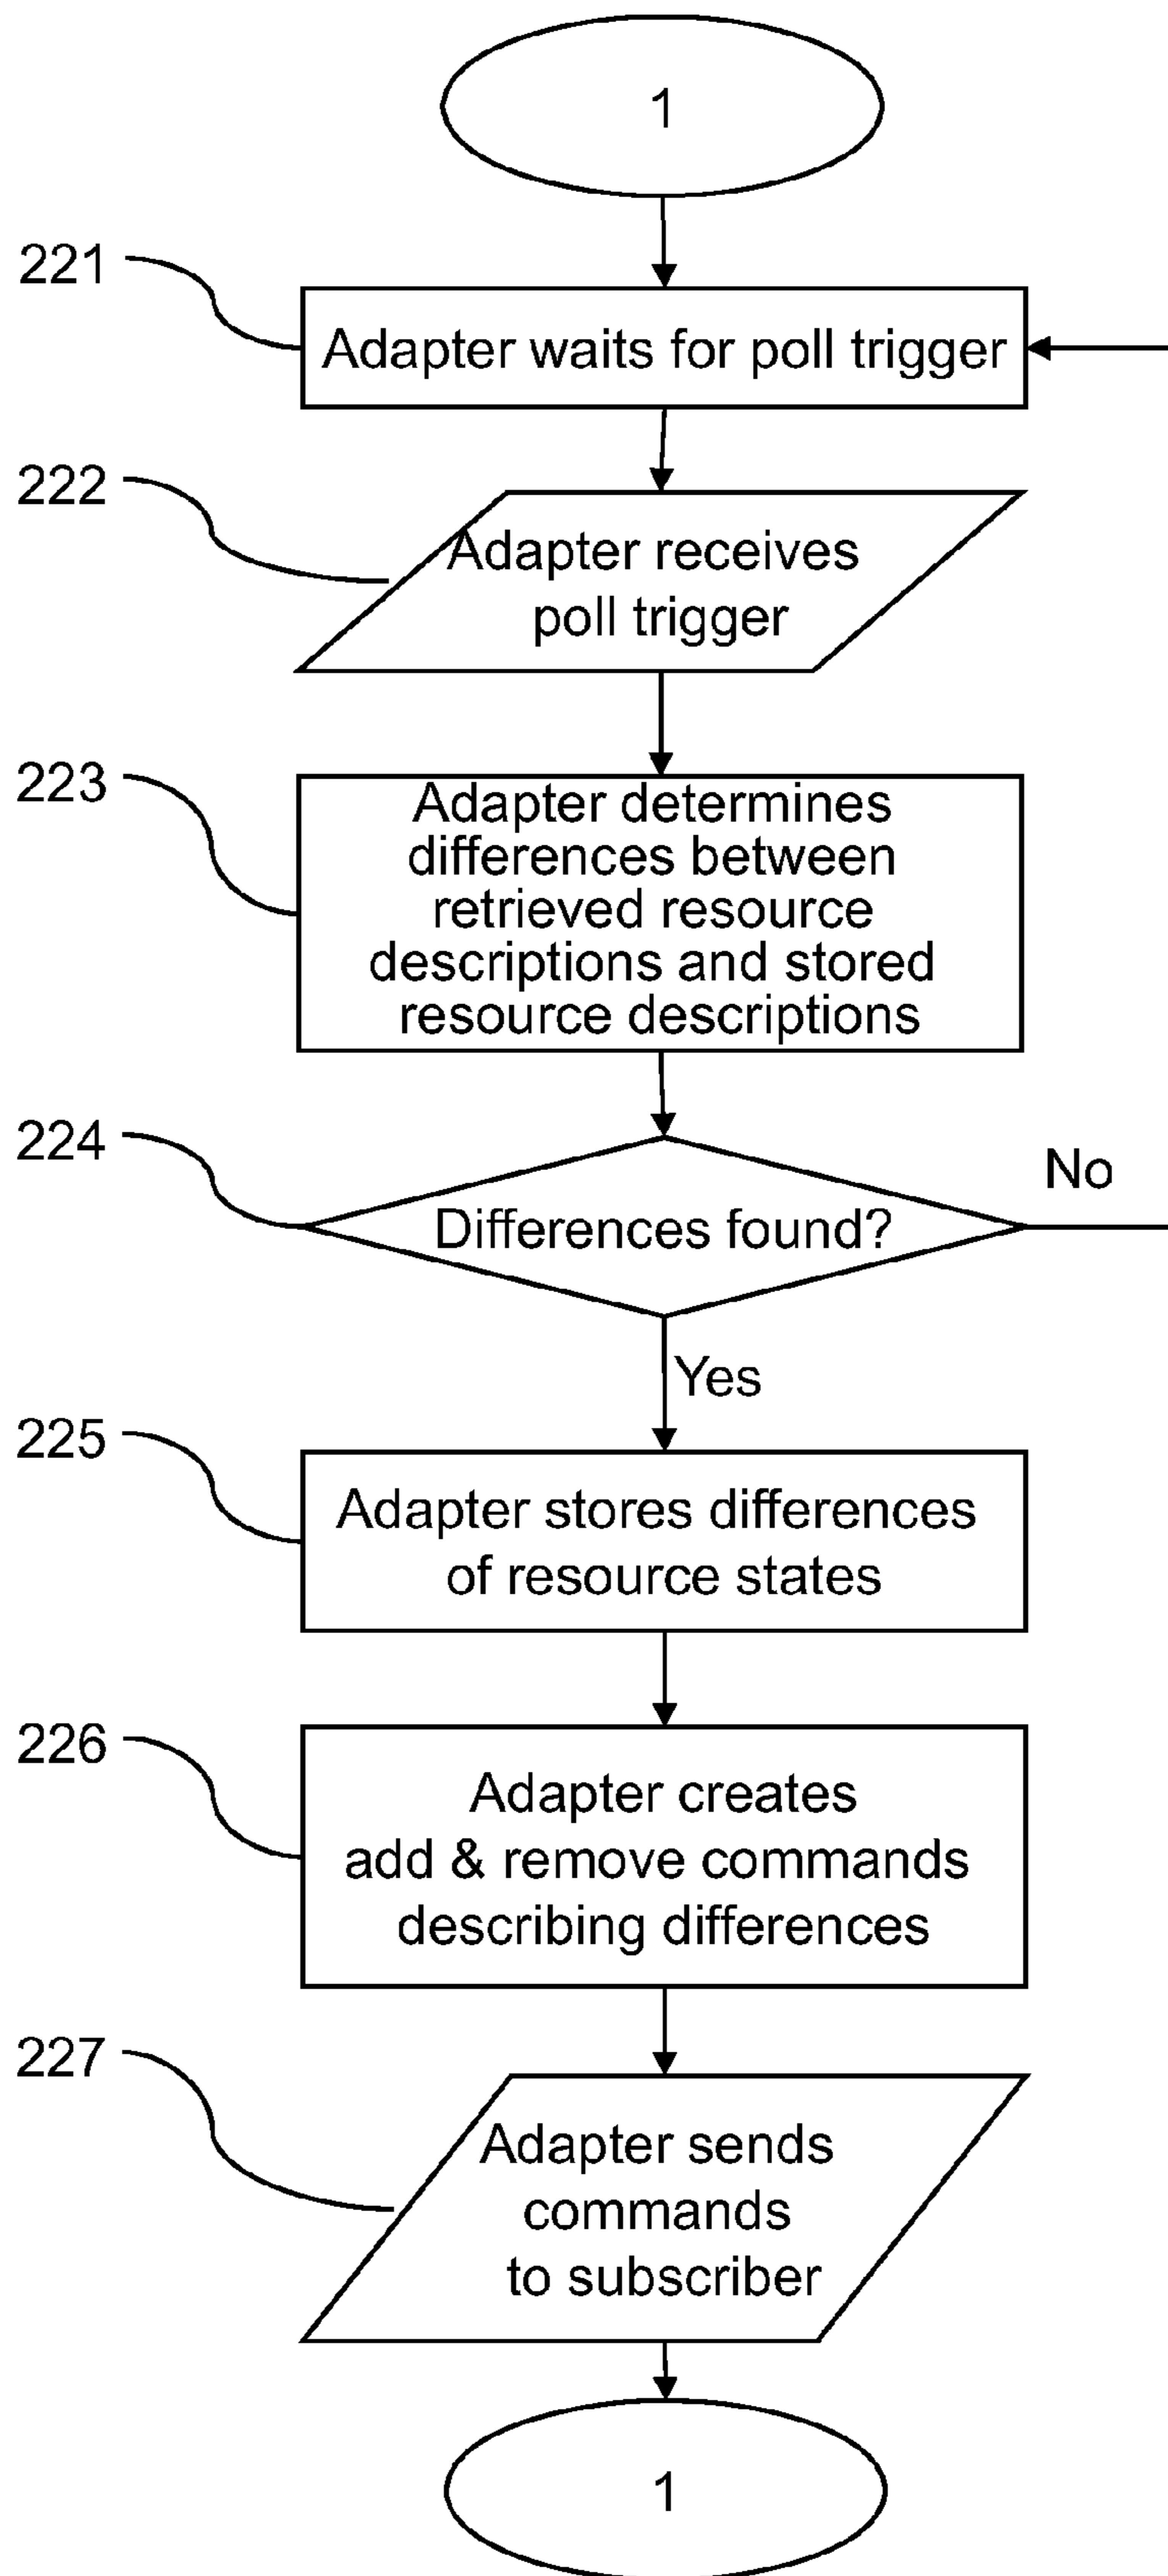 1
221
Adapter waits for poll trigger
222
Adapter receives
poll trigger
223
Adapter determines
differences between
retrieved resource
descriptions and stored
resource descriptions
224
Differences found?
No
Yes
225
Adapter stores differences
of resource states
226
Adapter creates
add & remove commands
describing differences
227
Adapter sends
commands
to subscriber
1